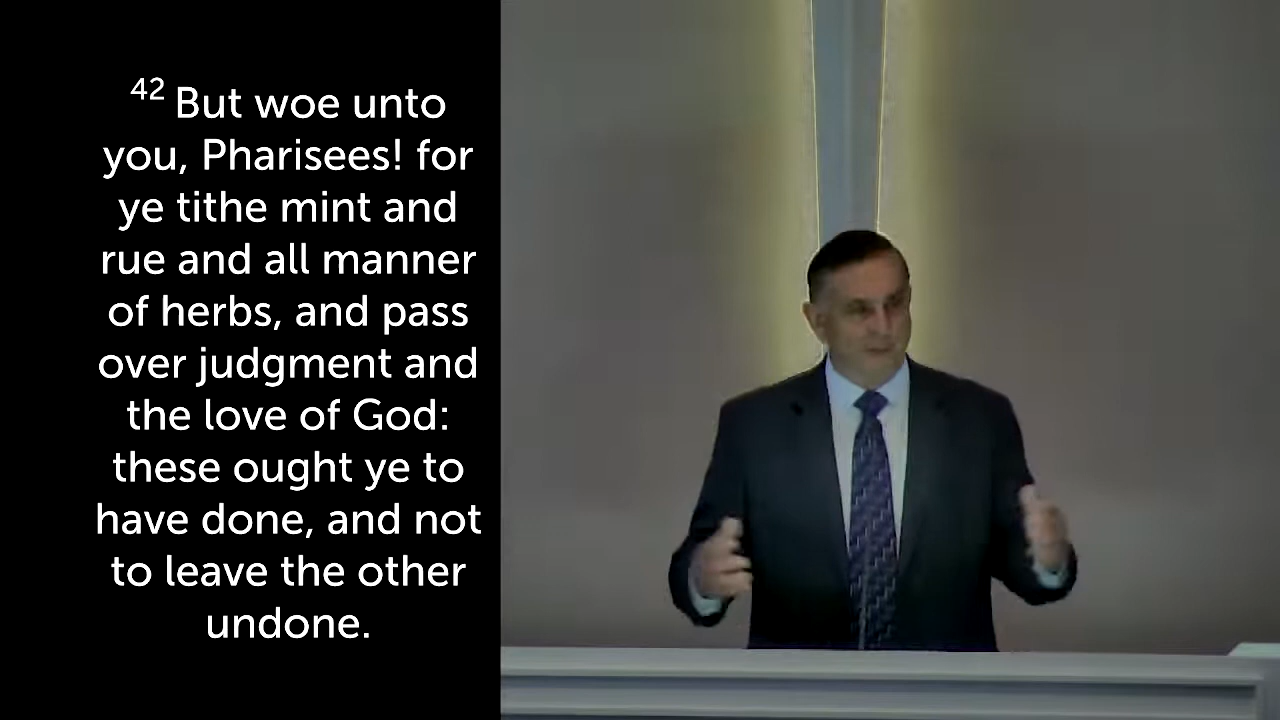 42 But woe unto
you, Pharisees! for
ye tithe mint and
rue and all manner
of herbs, and pass
over judgment and
the love of God:
these ought ye to
have done, and not
to leave the other
undone.